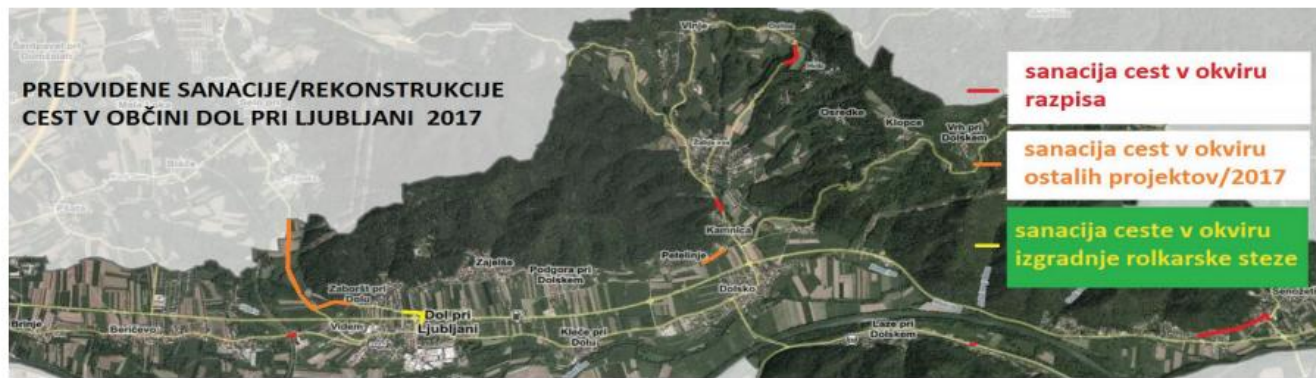 PREDVIDENE SANACIJE/REKONSTRUKCIJE
CEST V OBČINI DOL PRI LJUBLJANI 2017
sanacija cest v okviru
razpisa
sanacija cest v okviru
ostalih projektov/2017
sanacija ceste v okviru
izgradnje rolkarske steze
Vinje
Osredke
Klopce
Vrh pri
Dolskem
Kamnica
Petelinje
Zajelše
Podgora pri
Dolskem
Dolsko
Zaboršt pri
Dolu
Senožeti
Dol pri
Ljubljani
Brinje
Beričevo
Videm
Kleče pri
Dolu
Laze pri
Dolskem